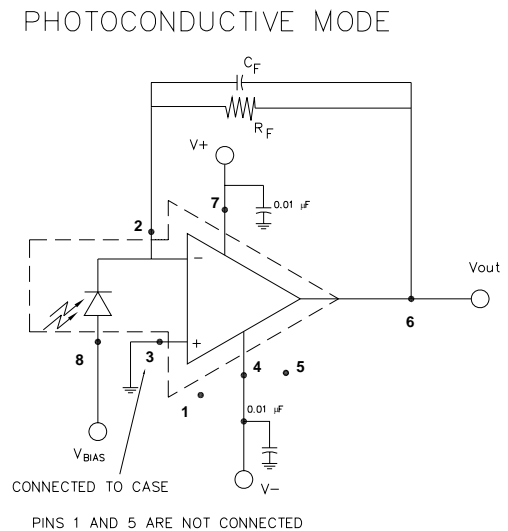 PHOTOCONDUCTIVE MODE
CF
RF
V+
7
0.01 µF
2
−
Vout
6
+
8
3
4
5
1
0.01 µF
VBIAS
CONNECTED TO CASE
V-
PINS 1 AND 5 ARE NOT CONNECTED